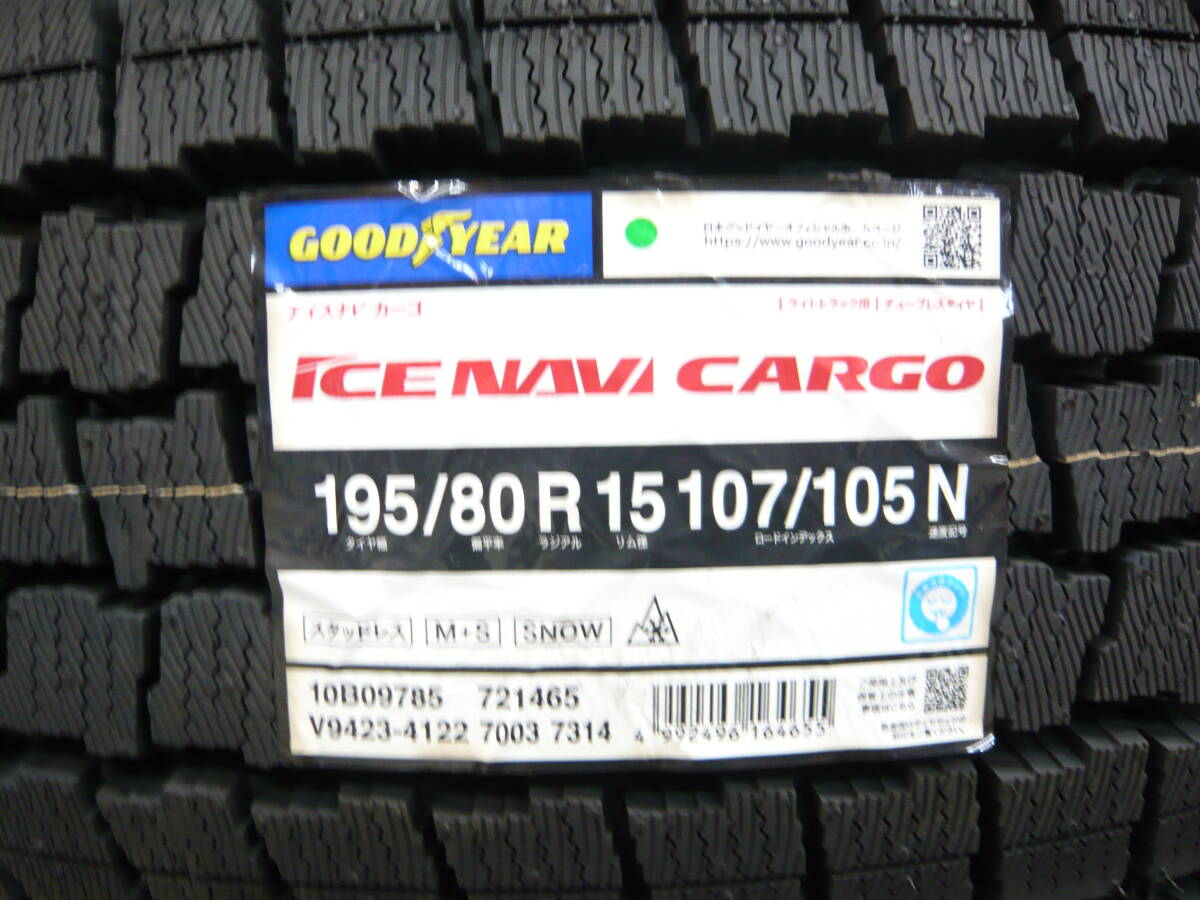 GOODYEAR
日本グッドイヤーオフィシャルホームページ
https://www.goodyear.co.jp/
アイスナビ カーゴ
| ライトトラック用 | チューブレスタイヤ |
ICE NAVI CARGO
195/80 R 15 107/105 N
タイヤ幅 偏平率 ラジアル リム径 ロードインデックス 速度記号
スタッドレス M+S SNOW
10B09785 721465
V9423-4122 7003 7314
4 992496 164655